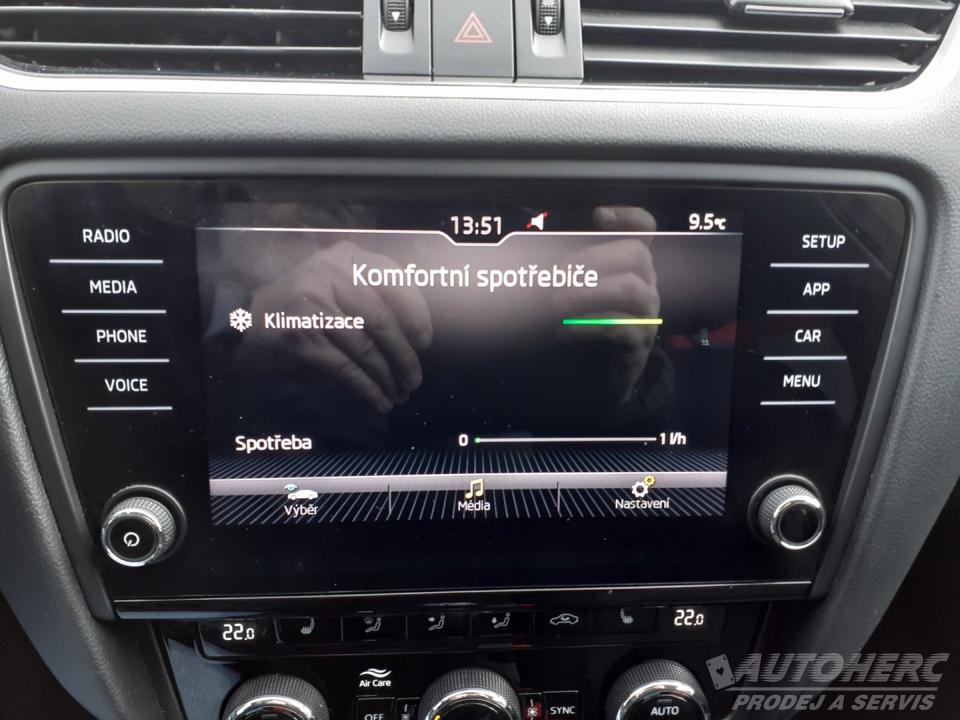 13:51
9.5°C
RADIO
MEDIA
PHONE
VOICE
SETUP
APP
CAR
MENU
Komfortní spotřebiče
Klimatizace
Spotřeba
0
1 l/h
Výběr
Média
Nastavení
22.0
22.0
Air Care
OFF
SYNC
AUTO
AUTOHERC
PRODEJ A SERVIS